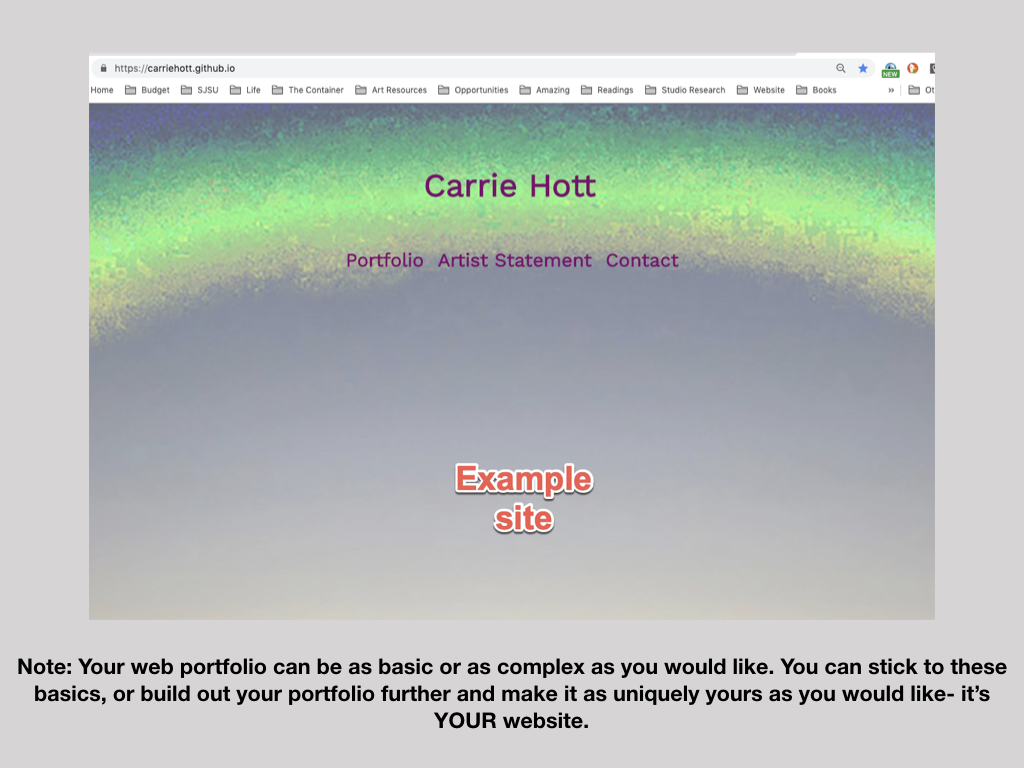 https://carriehott.github.io
NEW
Home Budget SJSU Life The Container Art Resources Opportunities Amazing Readings Studio Research Website Books » Ot
Carrie Hott
Portfolio Artist Statement Contact
Example
site
Note: Your web portfolio can be as basic or as complex as you would like. You can stick to these
basics, or build out your portfolio further and make it as uniquely yours as you would like- it’s
YOUR website.